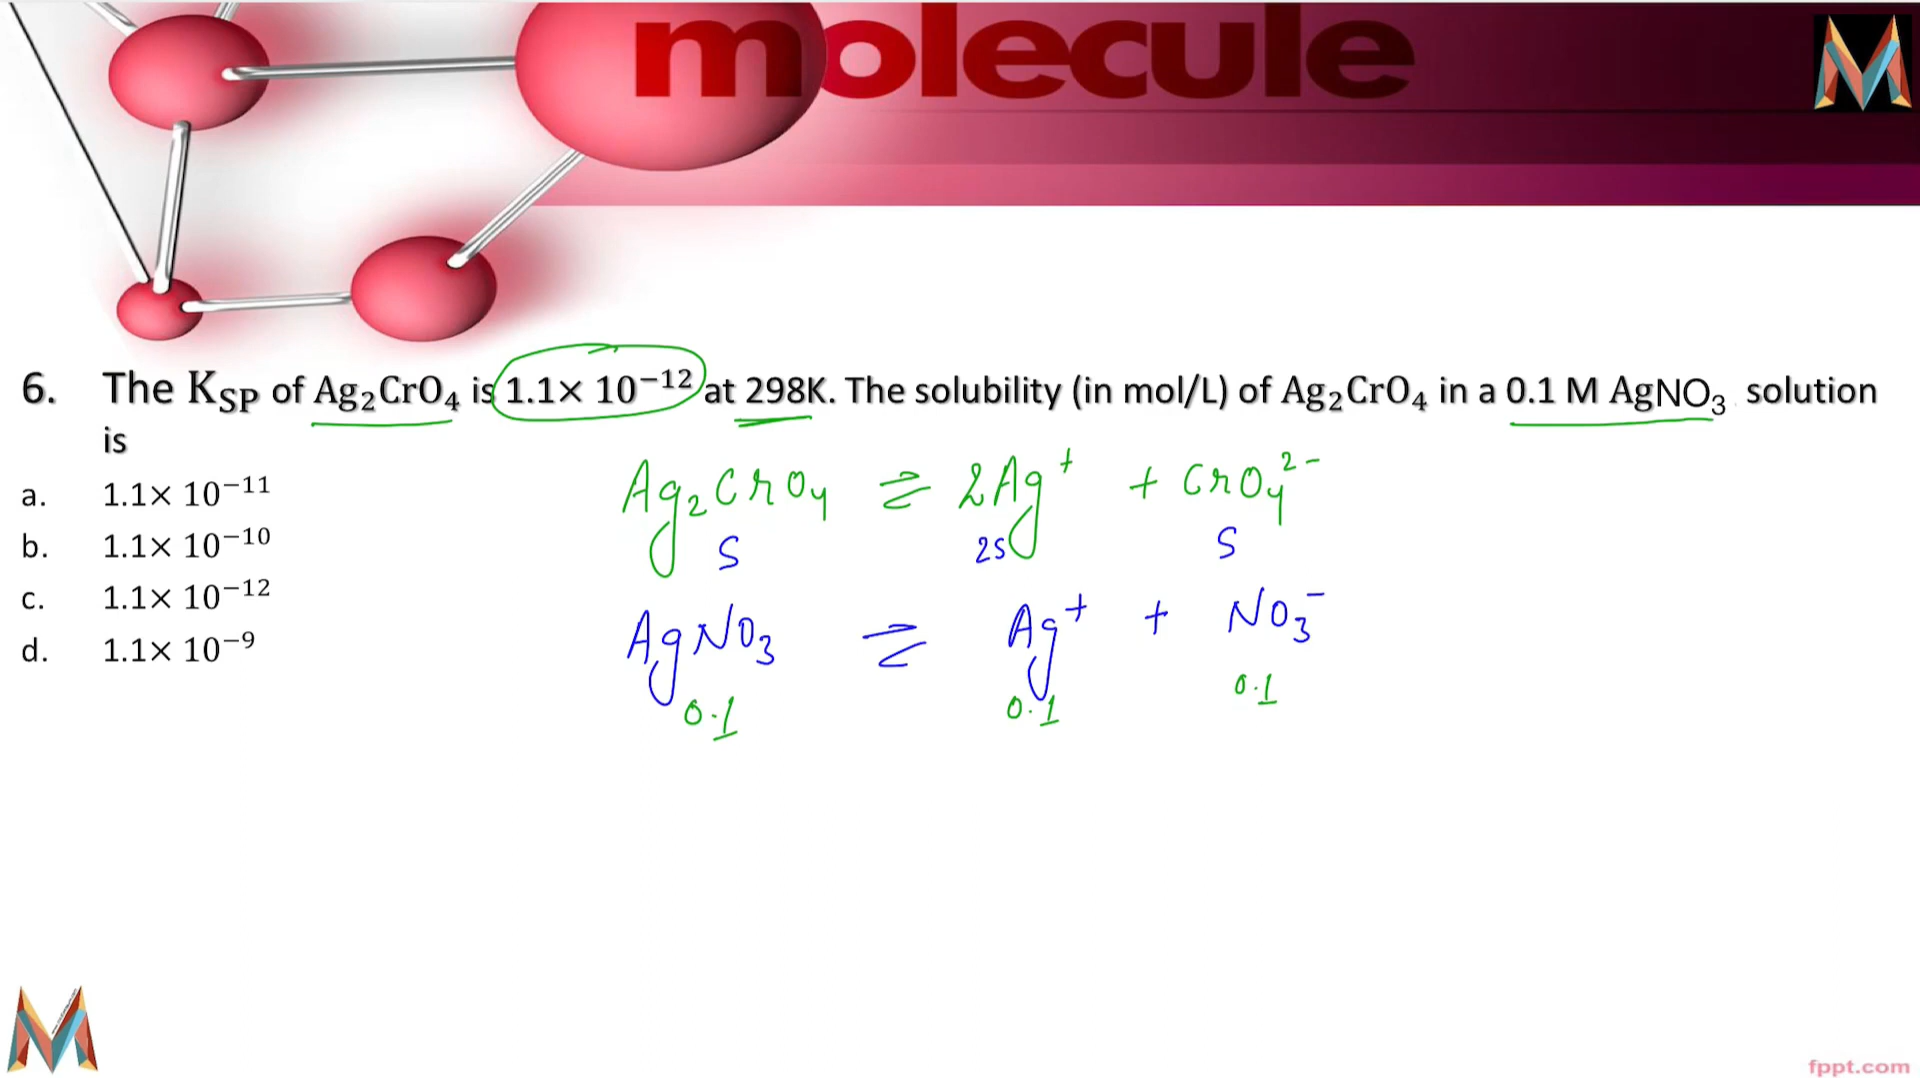 molecule
6. The K_SP of Ag₂CrO₄ is 1.1× 10⁻¹² at 298K. The solubility (in mol/L) of Ag₂CrO₄ in a 0.1 M AgNO₃ solution
is
a. 1.1× 10⁻¹¹
b. 1.1× 10⁻¹⁰
c. 1.1× 10⁻¹²
d. 1.1× 10⁻⁹
Ag₂CrO₄ ⇌ 2Ag⁺ + CrO₄²⁻
S 2S S
AgNO₃ ⇌ Ag⁺ + NO₃⁻
0.1 0.1 0.1
fppt.com